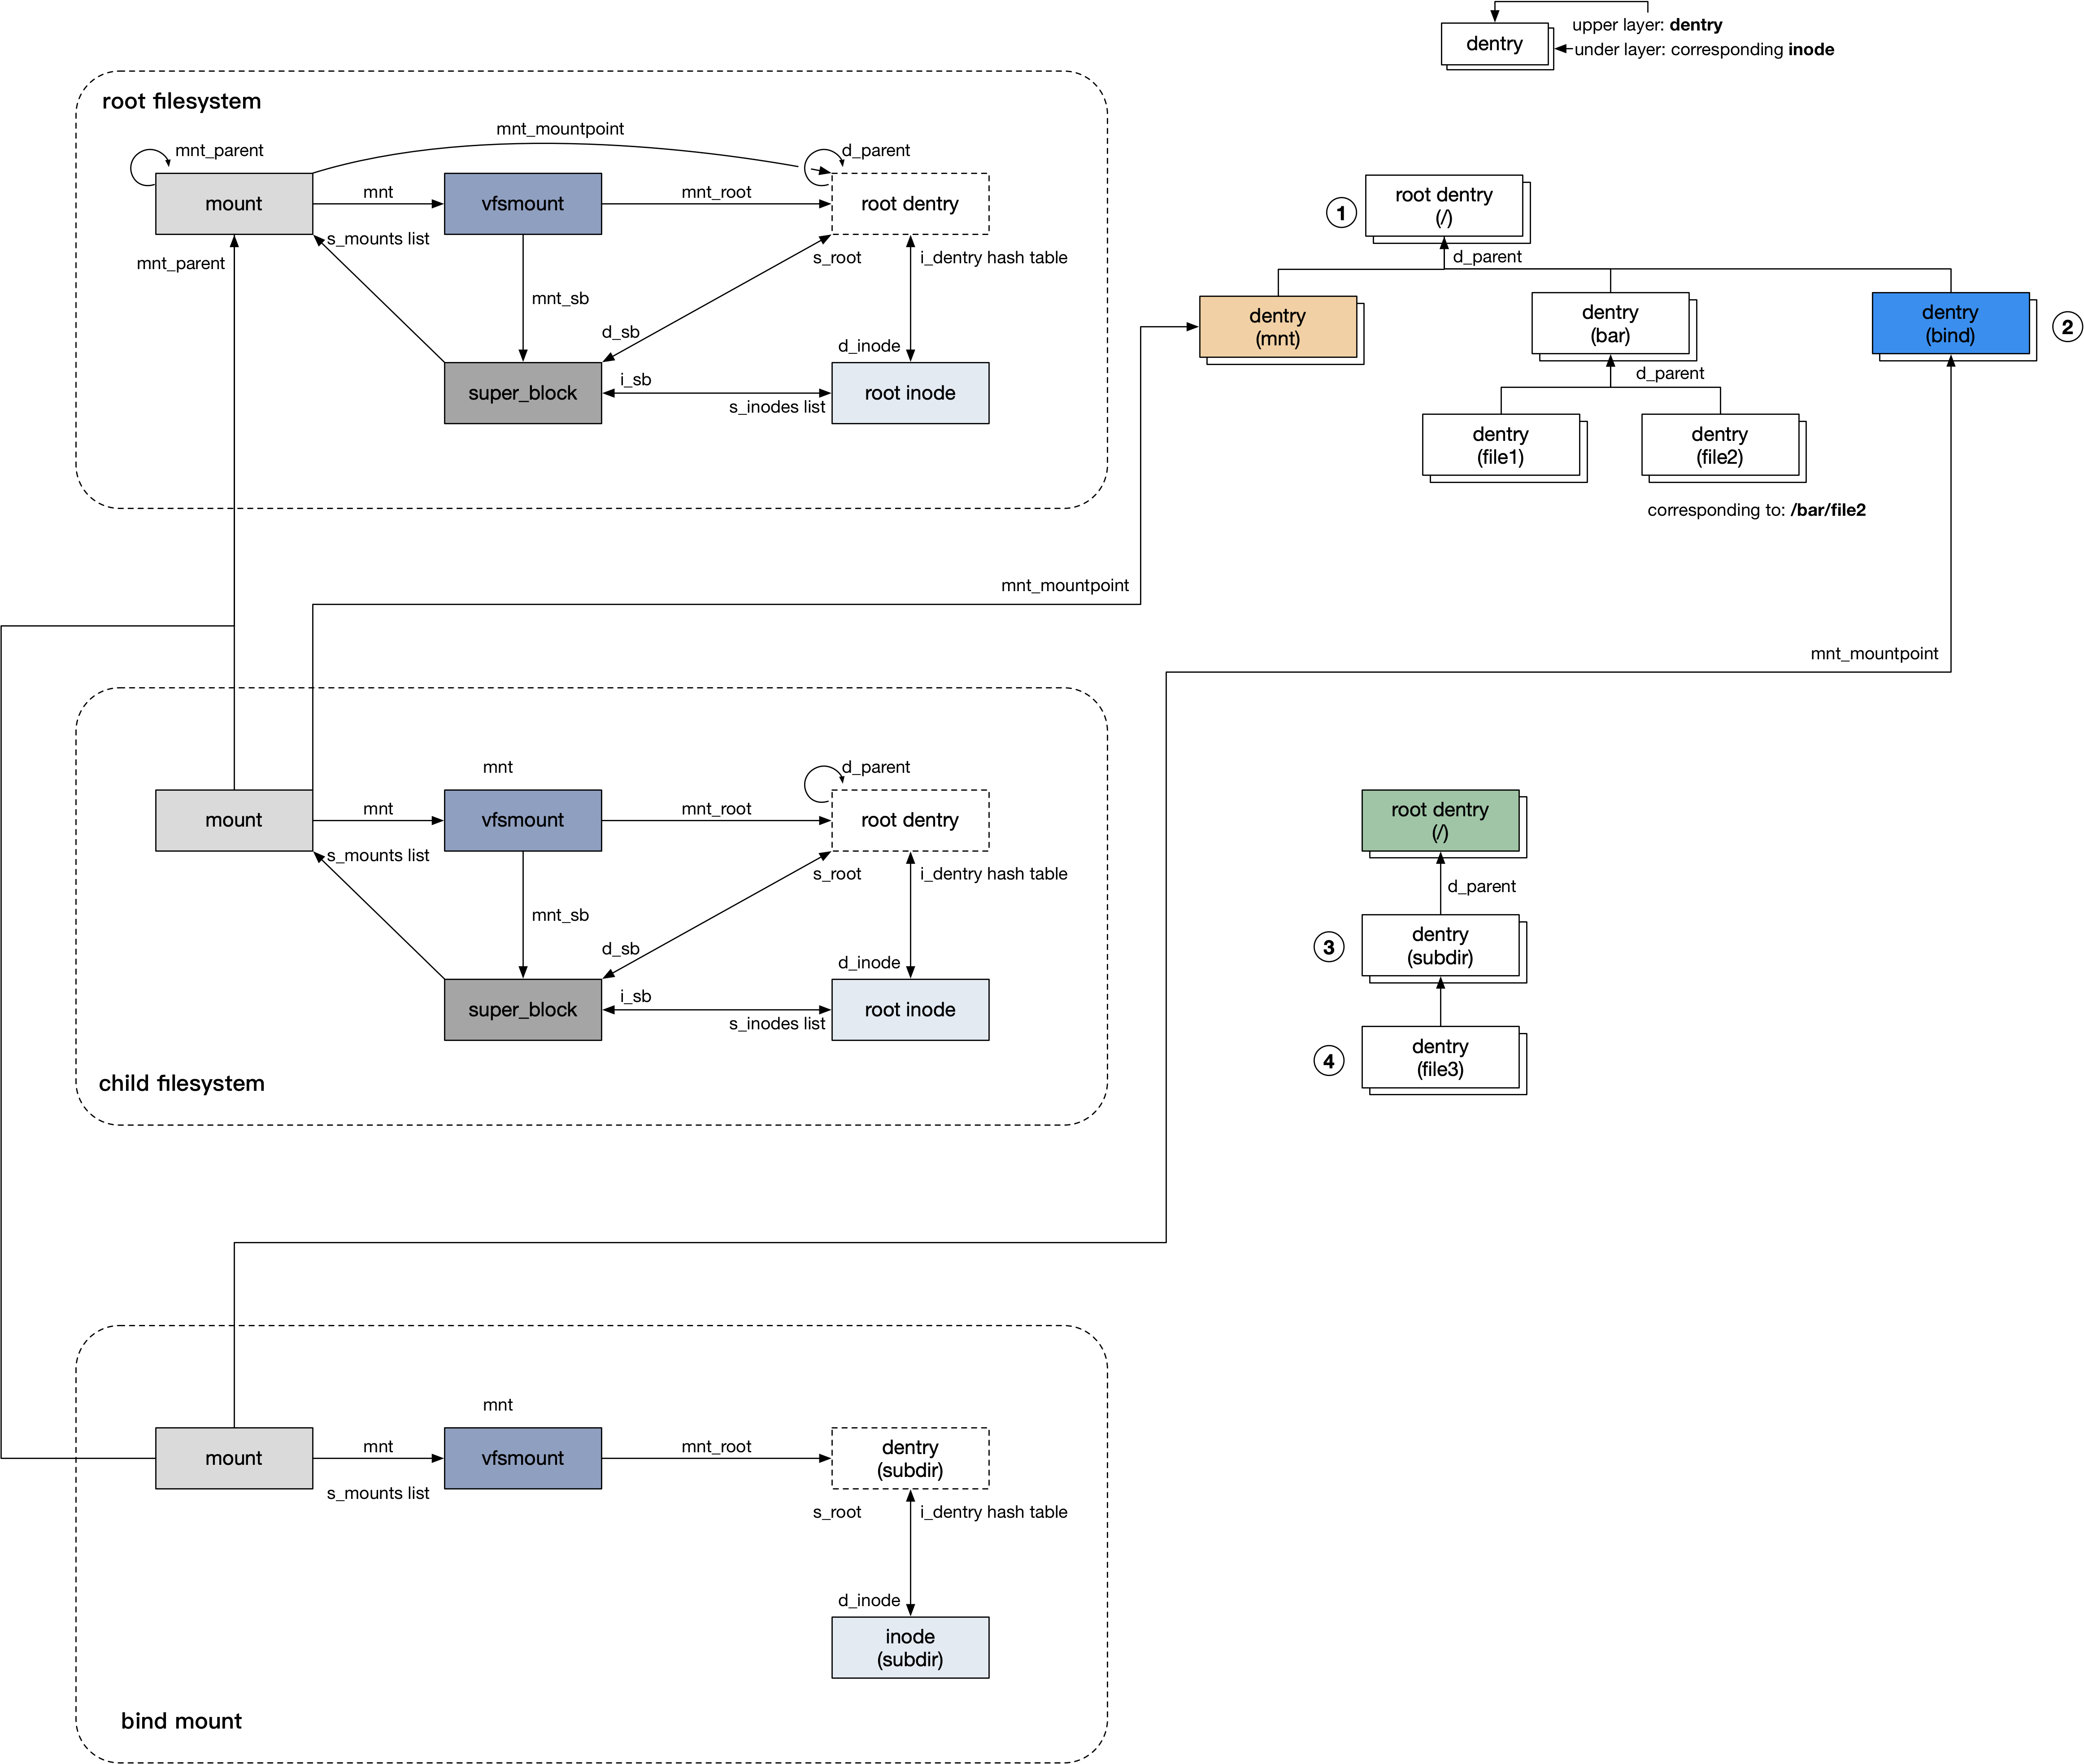 upper layer: dentry
dentry
under layer: corresponding inode
root filesystem
mnt_mountpoint
mnt_parent
d_parent
mount
mnt
vfsmount
mnt_root
root dentry
s_mounts list
mnt_parent
s_root
i_dentry hash table
mnt_sb
d_sb
d_inode
i_sb
super_block
s_inodes list
root inode
1
root dentry
(/)
d_parent
dentry
(mnt)
dentry
(bar)
dentry
(bind)
2
d_parent
dentry
(file1)
dentry
(file2)
corresponding to: /bar/file2
mnt_mountpoint
mnt_mountpoint
mnt
d_parent
mount
mnt
vfsmount
mnt_root
root dentry
s_mounts list
s_root
i_dentry hash table
mnt_sb
d_sb
d_inode
i_sb
super_block
s_inodes list
root inode
child filesystem
root dentry
(/)
d_parent
3
dentry
(subdir)
4
dentry
(file3)
mnt
mount
mnt
vfsmount
mnt_root
dentry
(subdir)
s_mounts list
s_root
i_dentry hash table
d_inode
inode
(subdir)
bind mount